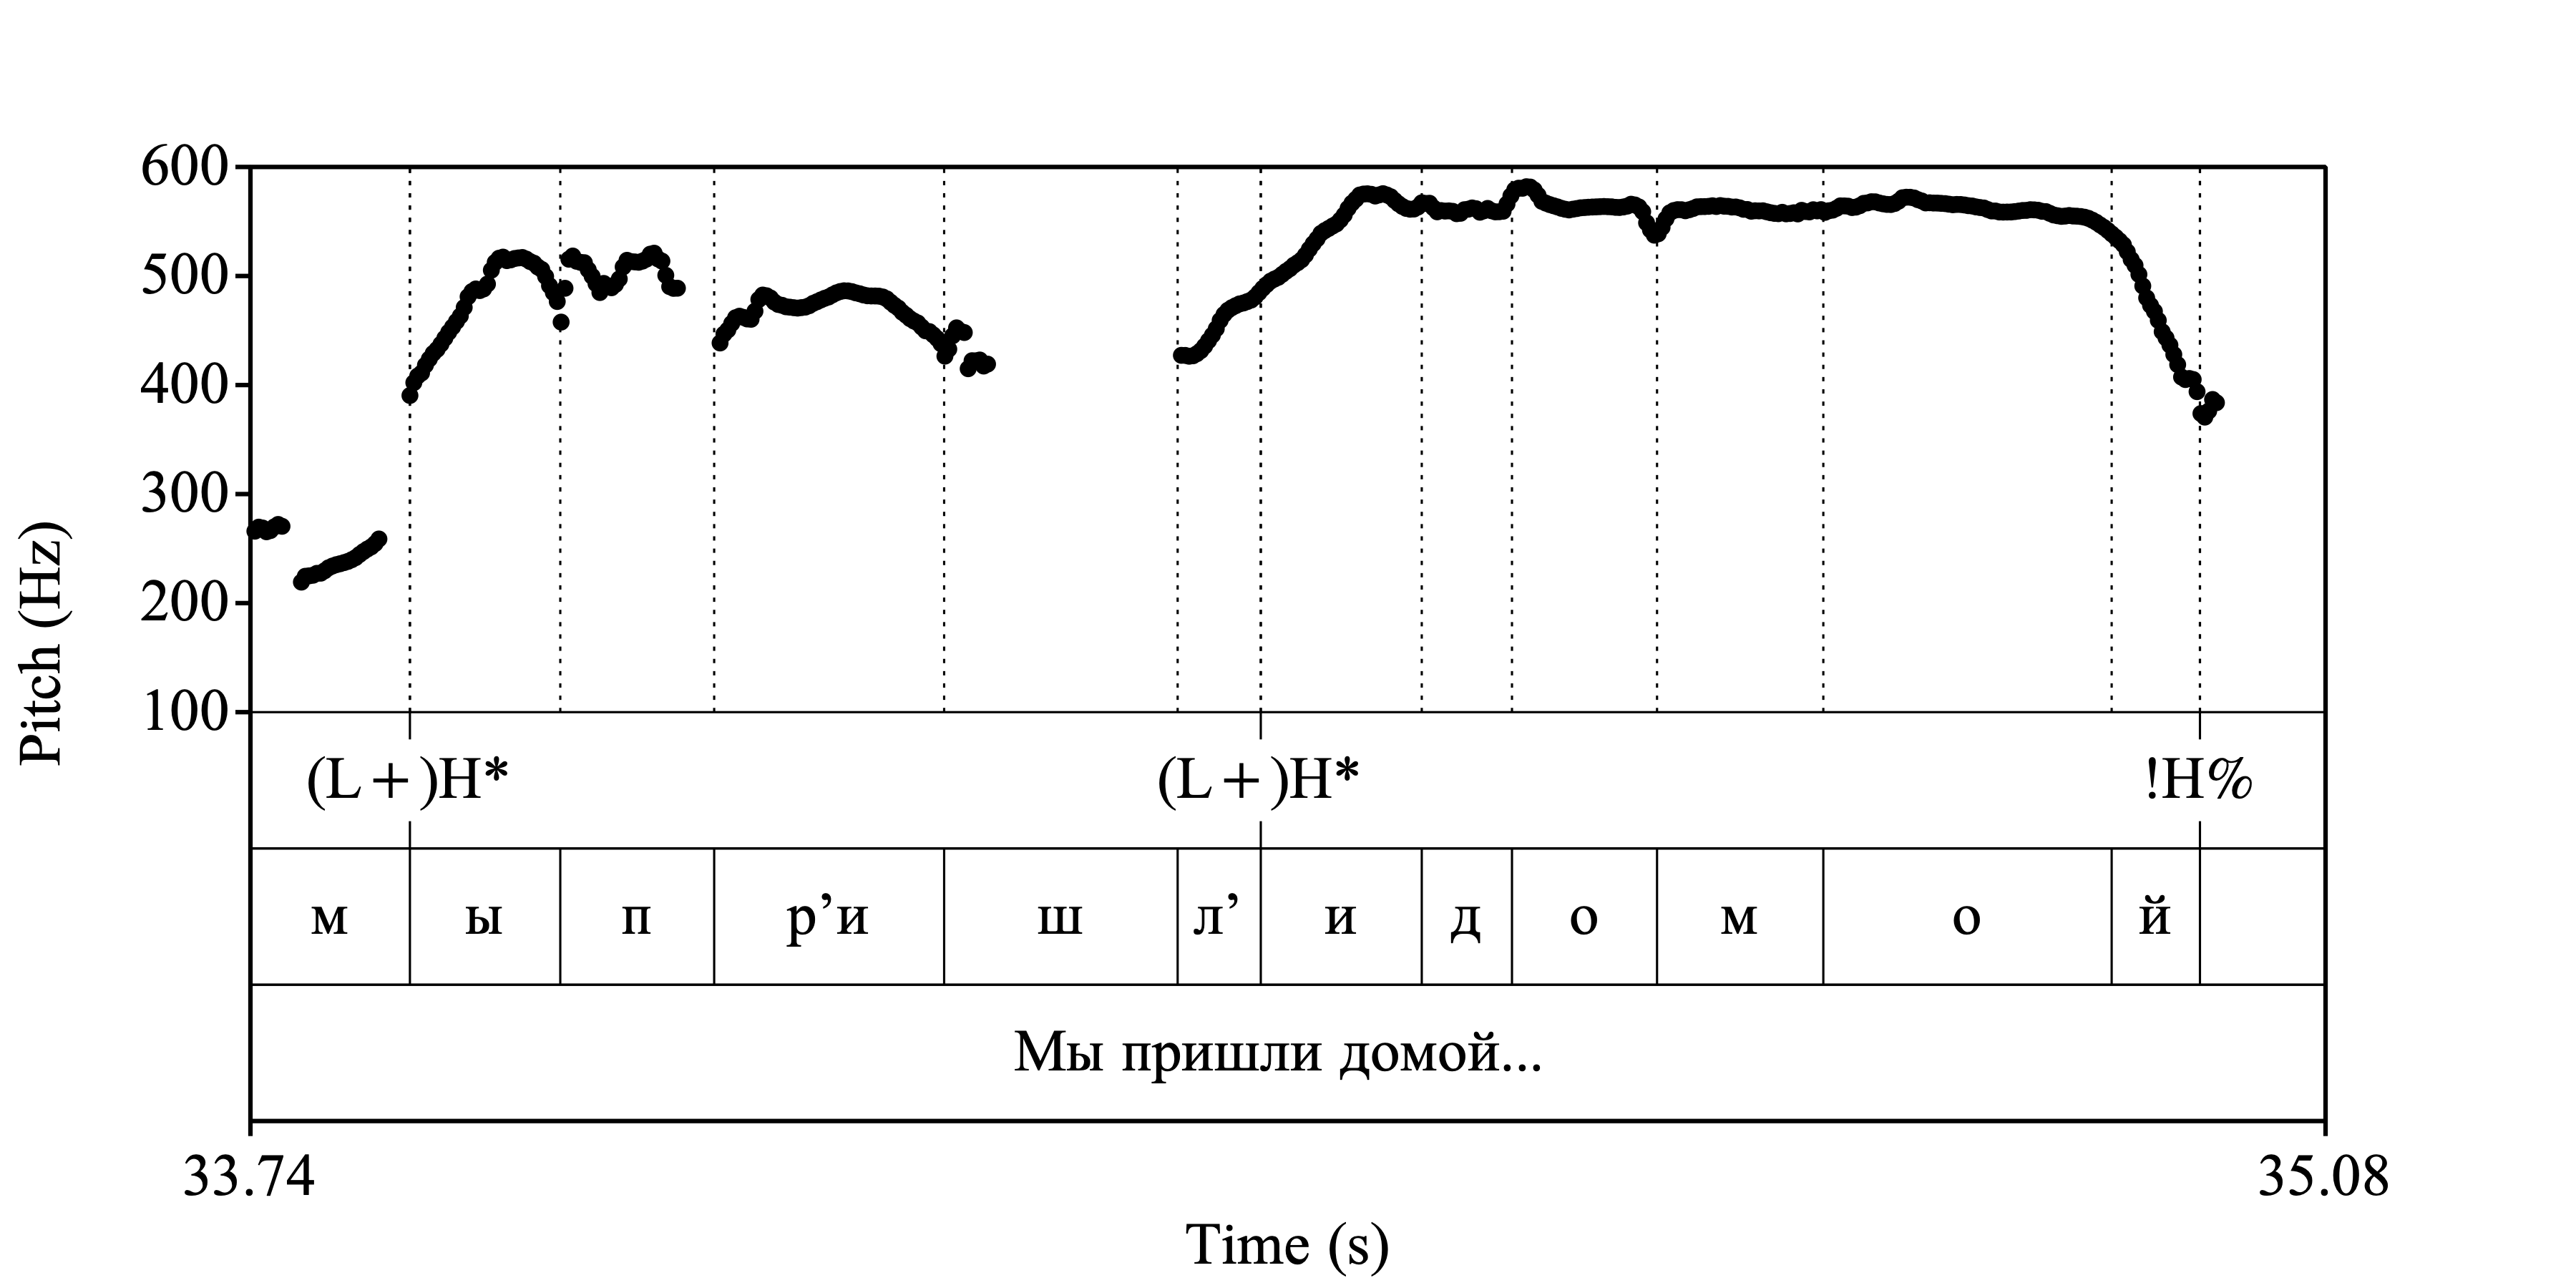 600
500
400
300
200
100
Pitch (Hz)
(L+)H* (L+)H* !H%
м ы п р’и ш л’ и д о м о й
Мы пришли домой...
33.74 35.08
Time (s)